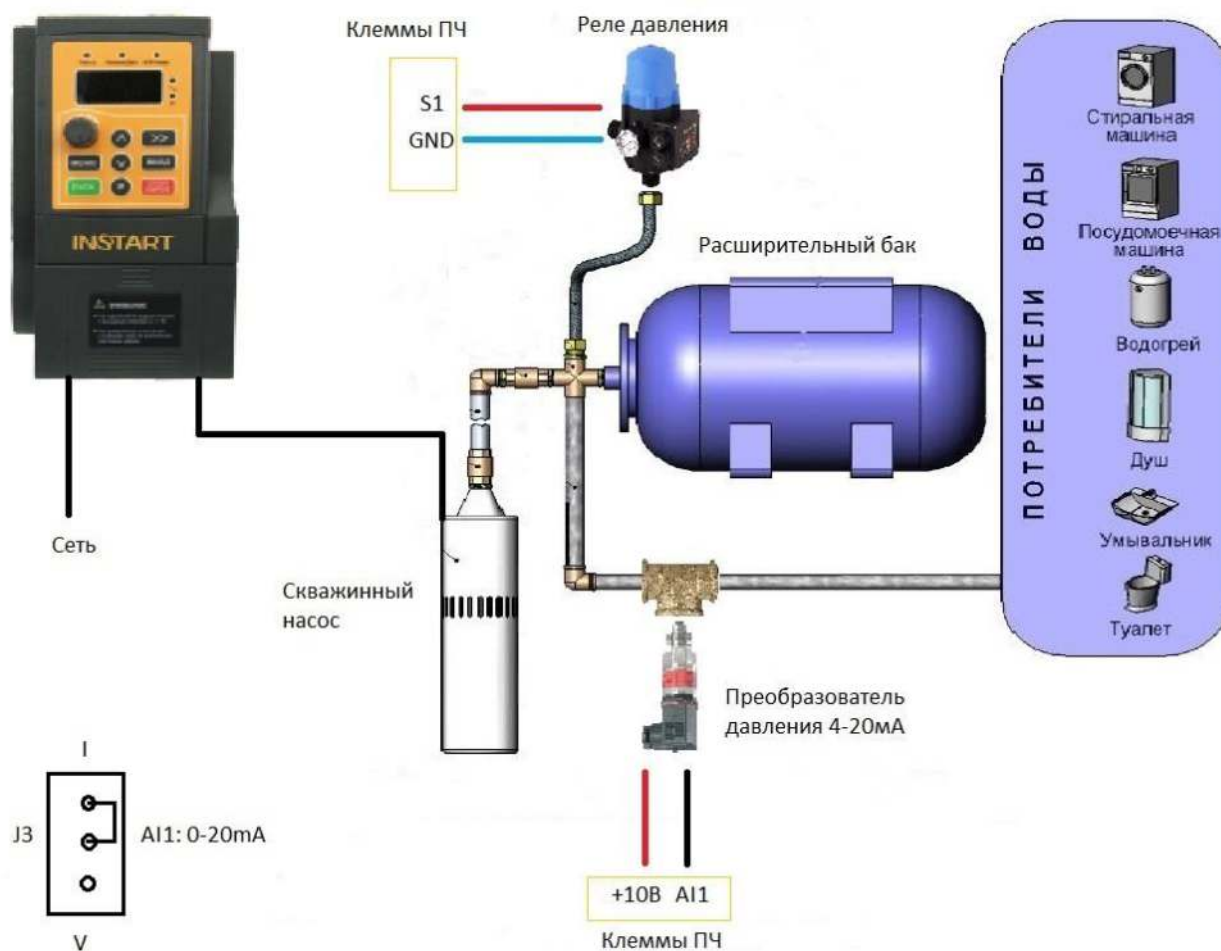 Клеммы ПЧ
Реле давления
S1
GND
INSTART
Расширительный бак
ПОТРЕБИТЕЛИ ВОДЫ
Стиральная
машина
Посудомоечная
машина
Водогрей
Душ
Умывальник
Туалет
Сеть
Скважинный
насос
Преобразователь
давления 4-20мА
I
J3
AI1: 0-20mA
V
+10В AI1
Клеммы ПЧ